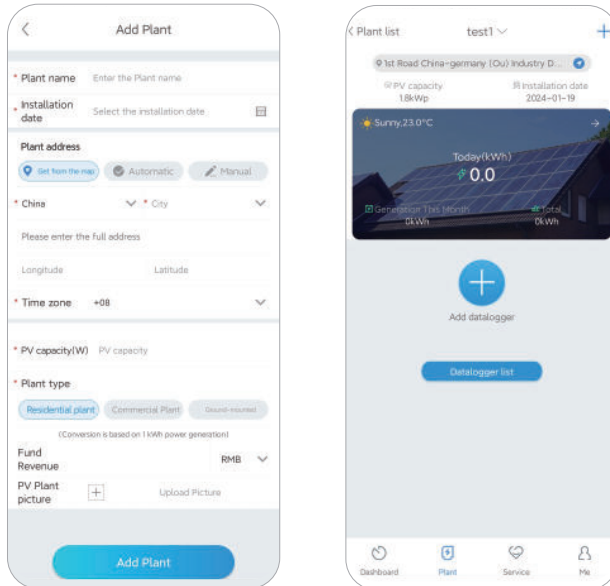 Add Plant
* Plant name Enter the Plant name
* Installation date Select the installation date
Plant address
Get from the map Automatic Manual
* China * City
Please enter the full address
Longitude Latitude
* Time zone +08
* PV capacity(W) PV capacity
* Plant type
Residential plant Commercial Plant Ground-mounted
(Conversion is based on 1 kWh power generation)
Fund Revenue RMB
PV Plant picture Upload Picture
Add Plant
Plant list test1
1st Road China-germany (Ou) Industry D...
PV capacity Installation date
1.8kWp 2024-01-19
Sunny,23.0°C
Today(kWh)
0.0
Generation This Month Total
0kWh 0kWh
Add datalogger
Datalogger list
Dashboard Plant Service Me